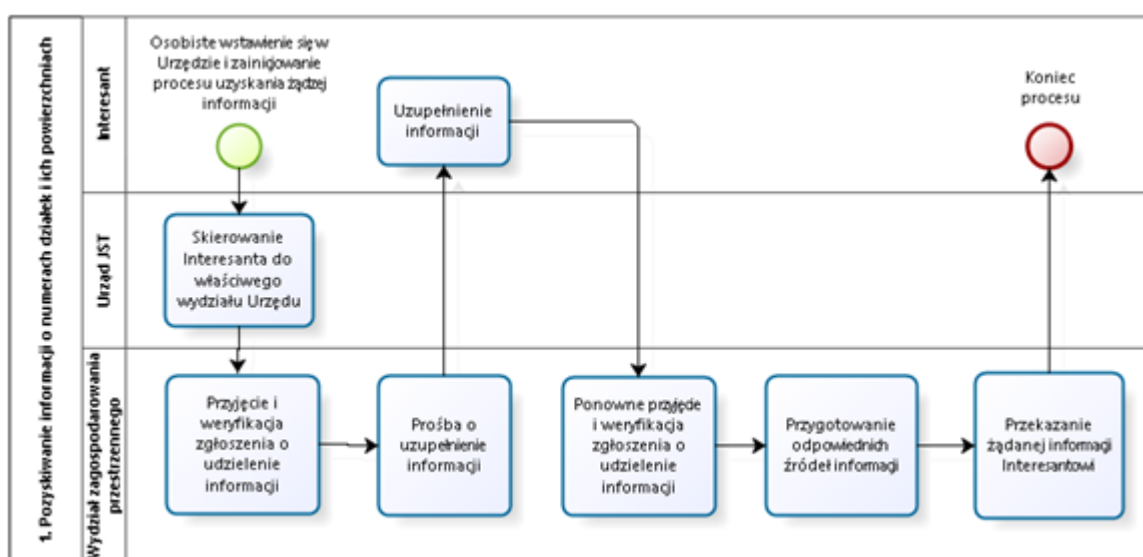 1. Pozyskiwanie informacji o numerach działek i ich powierzchniach
Interesant
Osobiste wstawienie się w
Urzędzie i zainicjowanie
procesu uzyskania żądzej
informacji
Uzupełnienie
informacji
Koniec
procesu
Urząd JST
Skierowanie
Interesanta do
właściwego
wydziału Urzędu
Wydział zagospodarowania
przestrzennego
Przyjęcie i
weryfikacja
zgłoszenia o
udzielenie
informacji
Prośba o
uzupełnienie
informacji
Ponowne przyjęcie
i weryfikacja
zgłoszenia o
udzielenie
informacji
Przygotowanie
odpowiednich
źródeł informacji
Przekazanie
żądanej informacji
Interesantowi